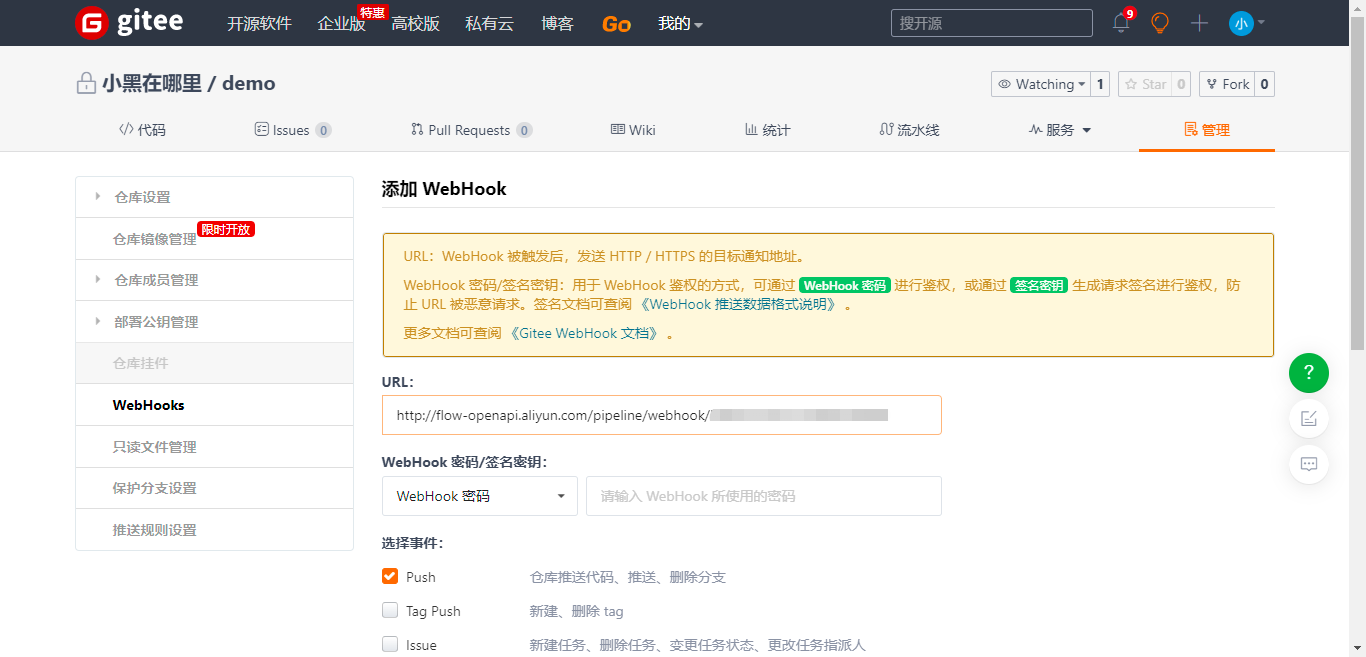 gitee
开源软件 企业版 特惠 高校版 私有云 博客 Go 我的 搜开源 9 小
小黑在哪里 / demo
Watching 1 Star 0 Fork 0
代码 Issues 0 Pull Requests 0 Wiki 统计 流水线 服务 管理
仓库设置
仓库镜像管理 限时开放
仓库成员管理
部署公钥管理
仓库挂件
WebHooks
只读文件管理
保护分支设置
推送规则设置
添加 WebHook
URL：WebHook 被触发后，发送 HTTP / HTTPS 的目标通知地址。
WebHook 密码/签名密钥：用于 WebHook 鉴权的方式，可通过 WebHook 密码 进行鉴权，或通过 签名密钥 生成请求签名进行鉴权，防
止 URL 被恶意请求。签名文档可查阅 《WebHook 推送数据格式说明》 。
更多文档可查阅 《Gitee WebHook 文档》 。
URL：
http://flow-openapi.aliyun.com/pipeline/webhook/
WebHook 密码/签名密钥：
WebHook 密码 请输入 WebHook 所使用的密码
选择事件：
Push 仓库推送代码、推送、删除分支
Tag Push 新建、删除 tag
Issue 新建任务、删除任务、变更任务状态、更改任务指派人
?